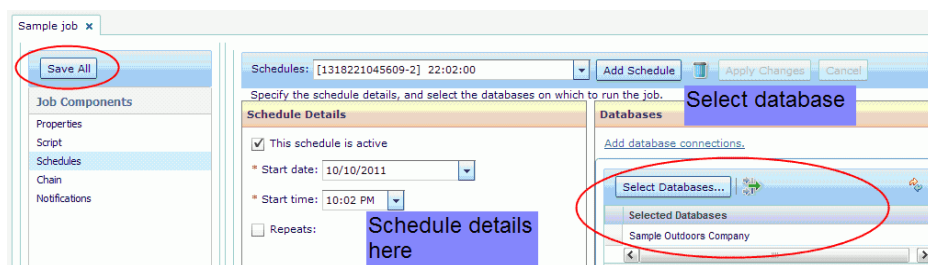 Sample job x
Save All
Job Components
Properties
Script
Schedules
Chain
Notifications
Schedules: [1318221045609-2] 22:02:00 Add Schedule Apply Changes Cancel
Specify the schedule details, and select the databases on which to run the job.
Select database
Schedule Details
This schedule is active
* Start date: 10/10/2011
* Start time: 10:02 PM
Repeats:
Schedule details
here
Databases
Add database connections.
Select Databases...
Selected Databases
Sample Outdoors Company